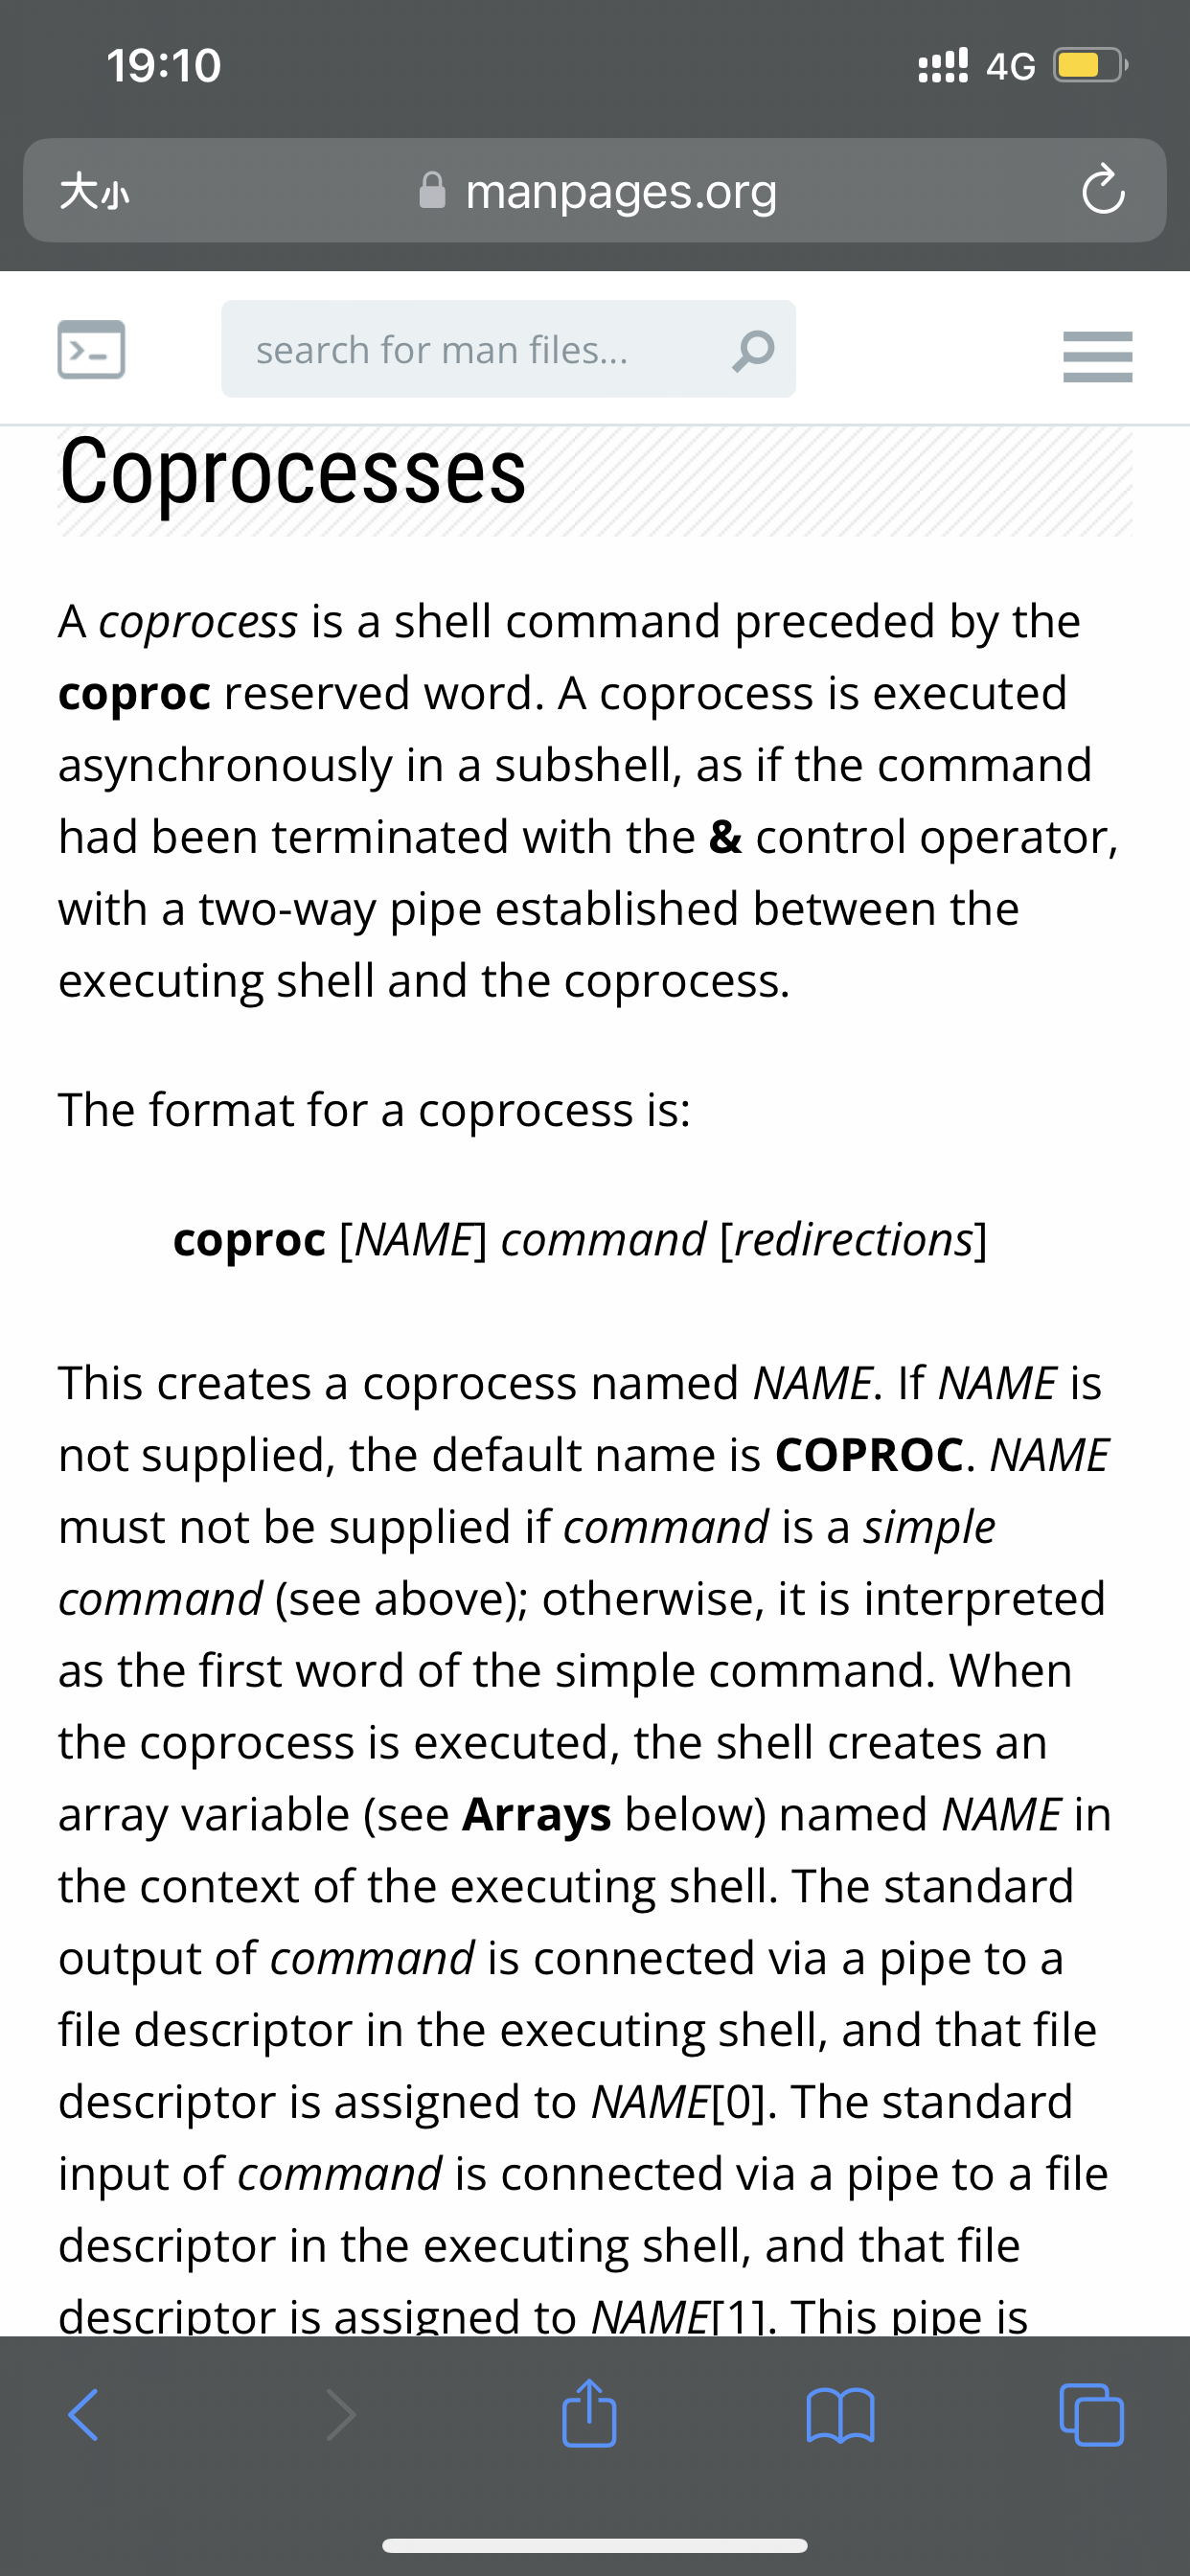 19:10
4G
大小
manpages.org
search for man files...
Coprocesses
A coprocess is a shell command preceded by the
coproc reserved word. A coprocess is executed
asynchronously in a subshell, as if the command
had been terminated with the & control operator,
with a two-way pipe established between the
executing shell and the coprocess.
The format for a coprocess is:
coproc [NAME] command [redirections]
This creates a coprocess named NAME. If NAME is
not supplied, the default name is COPROC. NAME
must not be supplied if command is a simple
command (see above); otherwise, it is interpreted
as the first word of the simple command. When
the coprocess is executed, the shell creates an
array variable (see Arrays below) named NAME in
the context of the executing shell. The standard
output of command is connected via a pipe to a
file descriptor in the executing shell, and that file
descriptor is assigned to NAME[0]. The standard
input of command is connected via a pipe to a file
descriptor in the executing shell, and that file
descriptor is assigned to NAME[1]. This pipe is